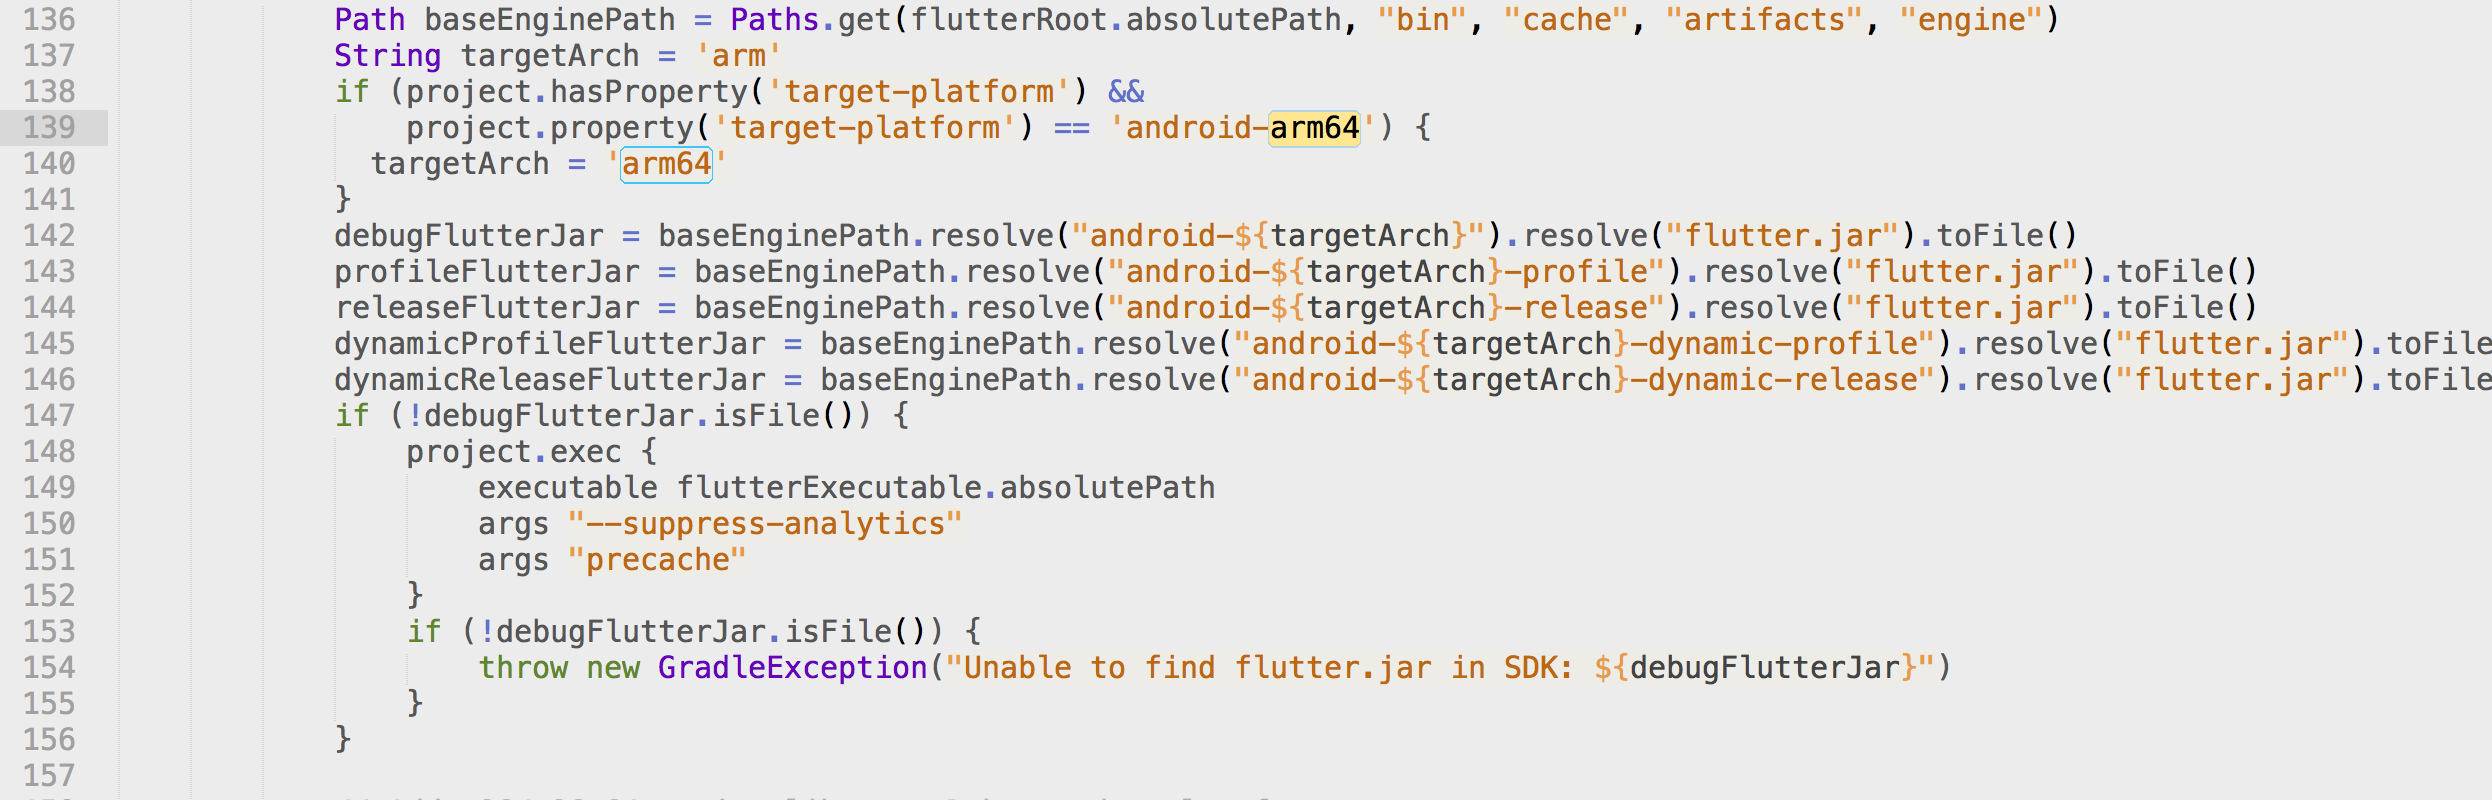 136 Path baseEnginePath = Paths.get(flutterRoot.absolutePath, "bin", "cache", "artifacts", "engine")
137 String targetArch = 'arm'
138 if (project.hasProperty('target-platform') &&
139 project.property('target-platform') == 'android-arm64') {
140 targetArch = 'arm64'
141 }
142 debugFlutterJar = baseEnginePath.resolve("android-${targetArch}").resolve("flutter.jar").toFile()
143 profileFlutterJar = baseEnginePath.resolve("android-${targetArch}-profile").resolve("flutter.jar").toFile()
144 releaseFlutterJar = baseEnginePath.resolve("android-${targetArch}-release").resolve("flutter.jar").toFile()
145 dynamicProfileFlutterJar = baseEnginePath.resolve("android-${targetArch}-dynamic-profile").resolve("flutter.jar").toFile
146 dynamicReleaseFlutterJar = baseEnginePath.resolve("android-${targetArch}-dynamic-release").resolve("flutter.jar").toFile
147 if (!debugFlutterJar.isFile()) {
148 project.exec {
149 executable flutterExecutable.absolutePath
150 args "--suppress-analytics"
151 args "precache"
152 }
153 if (!debugFlutterJar.isFile()) {
154 throw new GradleException("Unable to find flutter.jar in SDK: ${debugFlutterJar}")
155 }
156 }
157